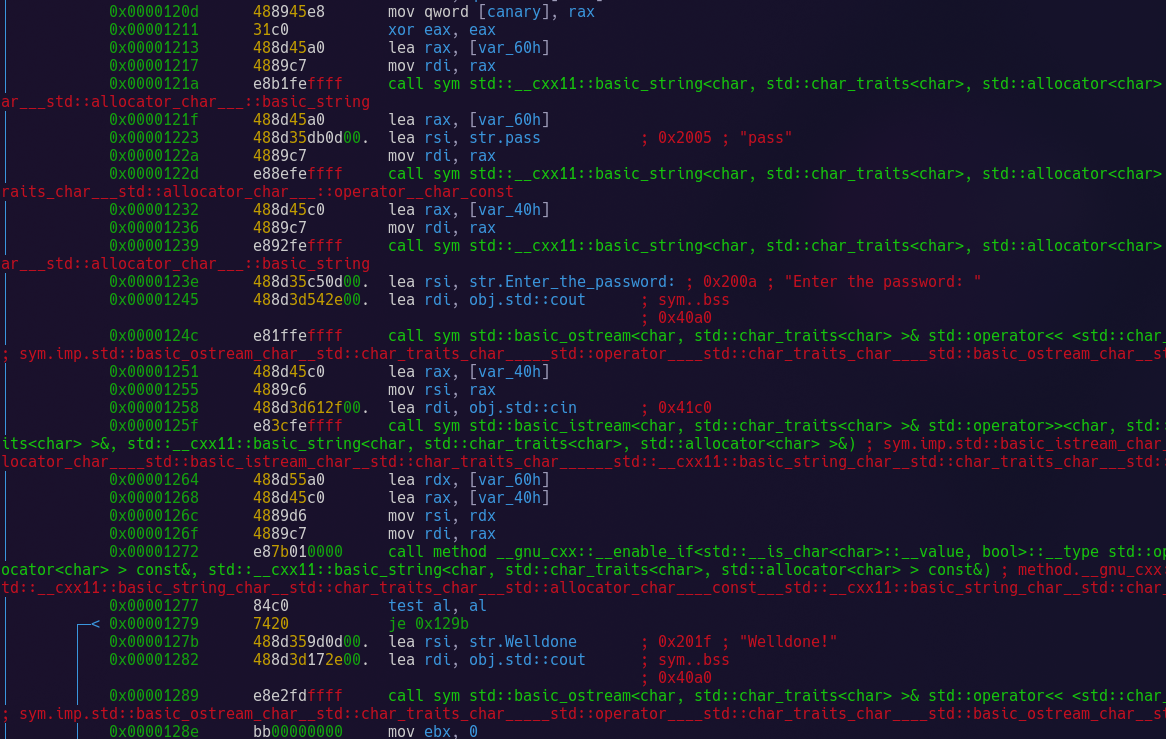 0x0000120d 488945e8 mov qword [canary], rax
0x00001211 31c0 xor eax, eax
0x00001213 488d45a0 lea rax, [var_60h]
0x00001217 4889c7 mov rdi, rax
0x0000121a e8b1feffff call sym std::__cxx11::basic_string<char, std::char_traits<char>, std::allocator<char>
ar___std::allocator_char___::basic_string
0x0000121f 488d45a0 lea rax, [var_60h]
0x00001223 488d35db0d00. lea rsi, str.pass ; 0x2005 ; "pass"
0x0000122a 4889c7 mov rdi, rax
0x0000122d e88efeffff call sym std::__cxx11::basic_string<char, std::char_traits<char>, std::allocator<char>
raits_char___std::allocator_char___::operator__char_const
0x00001232 488d45c0 lea rax, [var_40h]
0x00001236 4889c7 mov rdi, rax
0x00001239 e892feffff call sym std::__cxx11::basic_string<char, std::char_traits<char>, std::allocator<char>
ar___std::allocator_char___::basic_string
0x0000123e 488d35c50d00. lea rsi, str.Enter_the_password: ; 0x200a ; "Enter the password: "
0x00001245 488d3d542e00. lea rdi, obj.std::cout ; sym..bss
; 0x40a0
0x0000124c e81ffeffff call sym std::basic_ostream<char, std::char_traits<char> >& std::operator<< <std::char_
; sym.imp.std::basic_ostream_char__std::char_traits_char_____std::operator____std::char_traits_char____std::basic_ostream_char__st
0x00001251 488d45c0 lea rax, [var_40h]
0x00001255 4889c6 mov rsi, rax
0x00001258 488d3d612f00. lea rdi, obj.std::cin ; 0x41c0
0x0000125f e83cfeffff call sym std::basic_istream<char, std::char_traits<char> >& std::operator>><char, std::
its<char> >&, std::__cxx11::basic_string<char, std::char_traits<char>, std::allocator<char> >&) ; sym.imp.std::basic_istream_char_
locator_char____std::basic_istream_char__std::char_traits_char_______std::__cxx11::basic_string_char__std::char_traits_char___std:
0x00001264 488d55a0 lea rdx, [var_60h]
0x00001268 488d45c0 lea rax, [var_40h]
0x0000126c 4889d6 mov rsi, rdx
0x0000126f 4889c7 mov rdi, rax
0x00001272 e87b010000 call method __gnu_cxx::__enable_if<std::__is_char<char>::__value, bool>::__type std::op
ocator<char> > const&, std::__cxx11::basic_string<char, std::char_traits<char>, std::allocator<char> > const&) ; method.__gnu_cxx:
td::__cxx11::basic_string_char__std::char_traits_char___std::allocator_char____const___std::__cxx11::basic_string_char__std::char_
0x00001277 84c0 test al, al
0x00001279 7420 je 0x129b
0x0000127b 488d359d0d00. lea rsi, str.Welldone ; 0x201f ; "Welldone!"
0x00001282 488d3d172e00. lea rdi, obj.std::cout ; sym..bss
; 0x40a0
0x00001289 e8e2fdffff call sym std::basic_ostream<char, std::char_traits<char> >& std::operator<< <std::char_
; sym.imp.std::basic_ostream_char__std::char_traits_char_____std::operator____std::char_traits_char____std::basic_ostream_char__st
0x0000128e bb00000000 mov ebx, 0